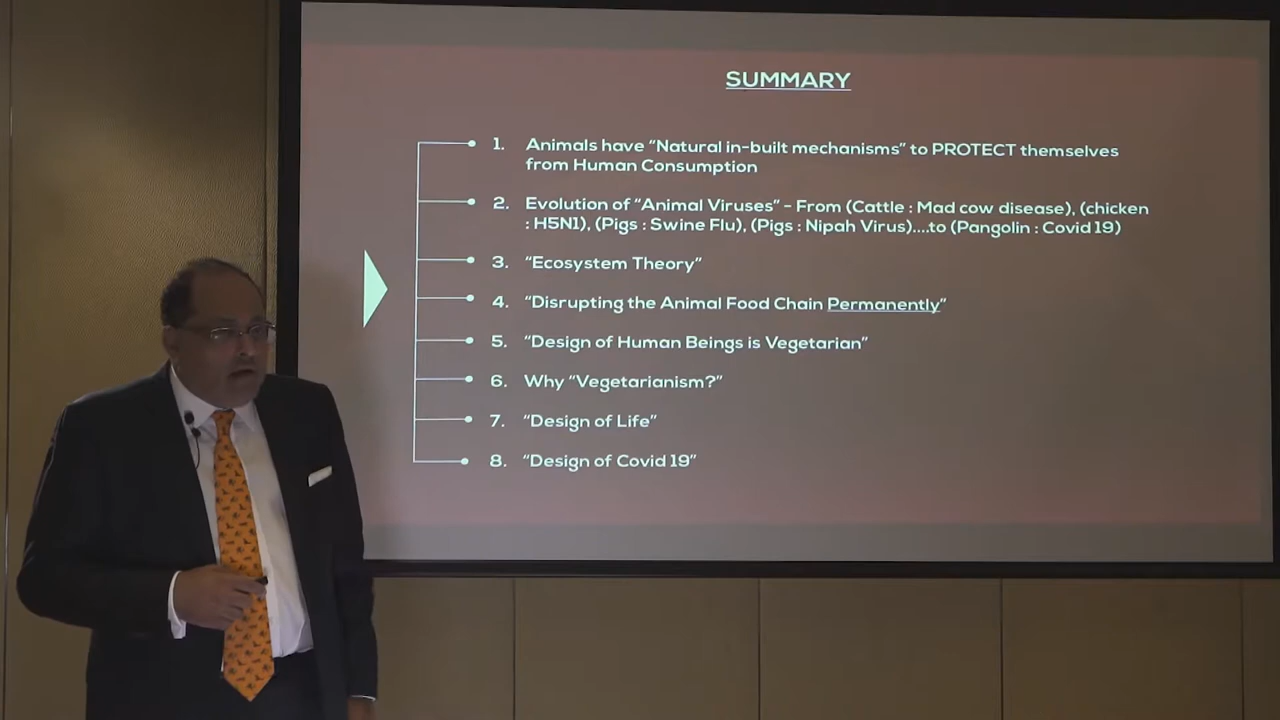 SUMMARY
1. Animals have “Natural in-built mechanisms” to PROTECT themselves
from Human Consumption
2. Evolution of “Animal Viruses” - From (Cattle : Mad cow disease), (chicken
: H5N1), (Pigs : Swine Flu), (Pigs : Nipah Virus)....to (Pangolin : Covid 19)
3. “Ecosystem Theory”
4. “Disrupting the Animal Food Chain Permanently”
5. “Design of Human Beings is Vegetarian”
6. Why “Vegetarianism?”
7. “Design of Life”
8. “Design of Covid 19”